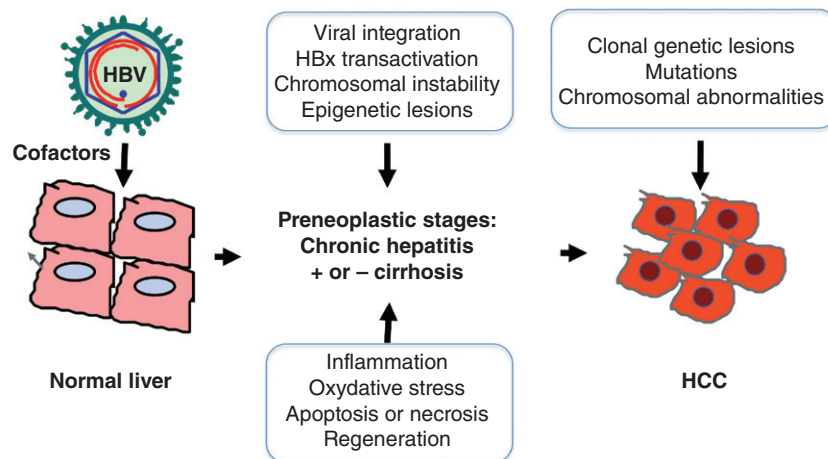 HBV
Cofactors
Normal liver
Viral integration
HBx transactivation
Chromosomal instability
Epigenetic lesions
Preneoplastic stages:
Chronic hepatitis
+ or – cirrhosis
Inflammation
Oxydative stress
Apoptosis or necrosis
Regeneration
Clonal genetic lesions
Mutations
Chromosomal abnormalities
HCC